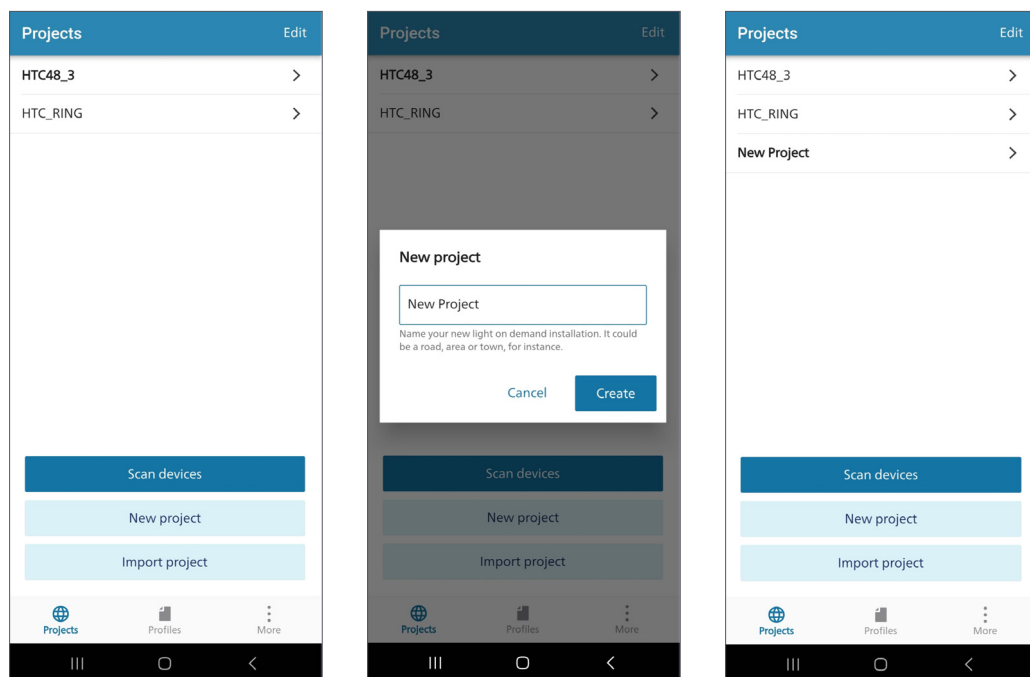 Projects Edit
HTC48_3
HTC_RING
Scan devices
New project
Import project
Projects Profiles More
Projects Edit
HTC48_3
HTC_RING
New project
New Project
Name your new light on demand installation. It could
be a road, area or town, for instance.
Cancel Create
Scan devices
New project
Import project
Projects Profiles More
Projects Edit
HTC48_3
HTC_RING
New Project
Scan devices
New project
Import project
Projects Profiles More